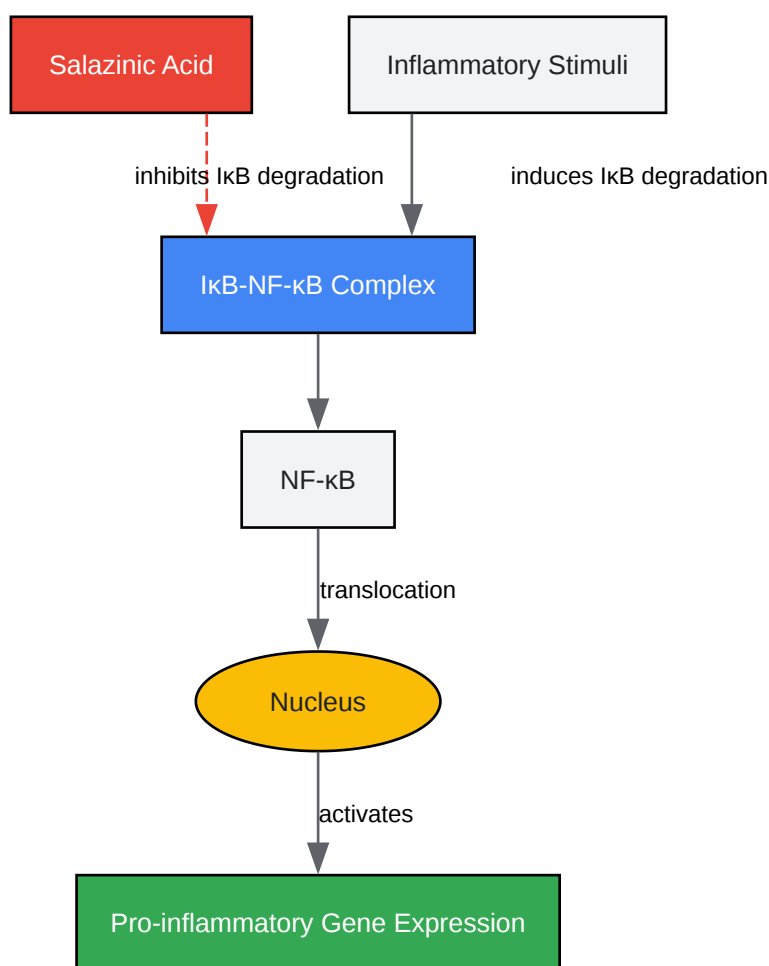 Salazinic Acid
Inflammatory Stimuli
inhibits IκB degradation
induces IκB degradation
IκB-NF-κB Complex
NF-κB
translocation
Nucleus
activates
Pro-inflammatory Gene Expression